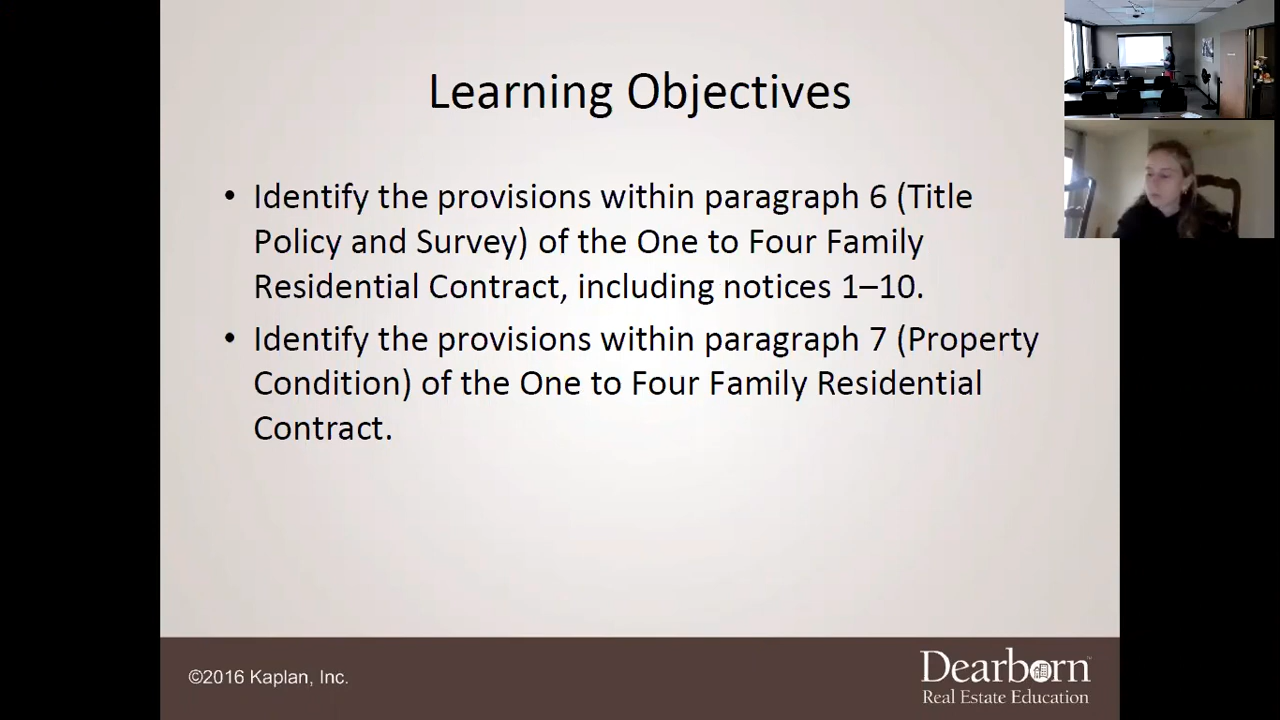 Learning Objectives
• Identify the provisions within paragraph 6 (Title
Policy and Survey) of the One to Four Family
Residential Contract, including notices 1–10.
• Identify the provisions within paragraph 7 (Property
Condition) of the One to Four Family Residential
Contract.
©2016 Kaplan, Inc.
Dearborn™
Real Estate Education